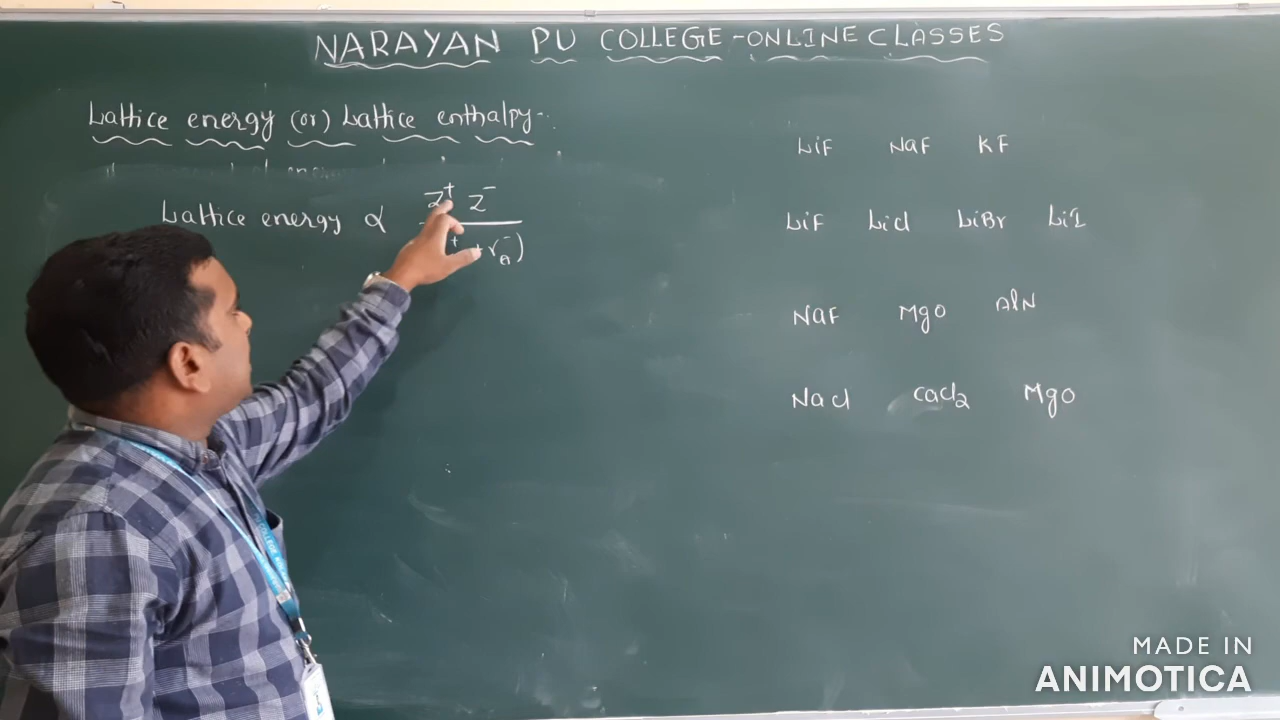 NARAYAN PU COLLEGE-ONLINE CLASSES
Lattice energy (or) Lattice enthalpy-:
Lattice energy ∝ Z⁺ Z⁻
⁺ + r⁻ₐ)
LiF NaF KF
LiF LiCl LiBr LiI
NaF MgO AlN
NaCl CaCl₂ MgO
MADE IN
ANIMOTICA